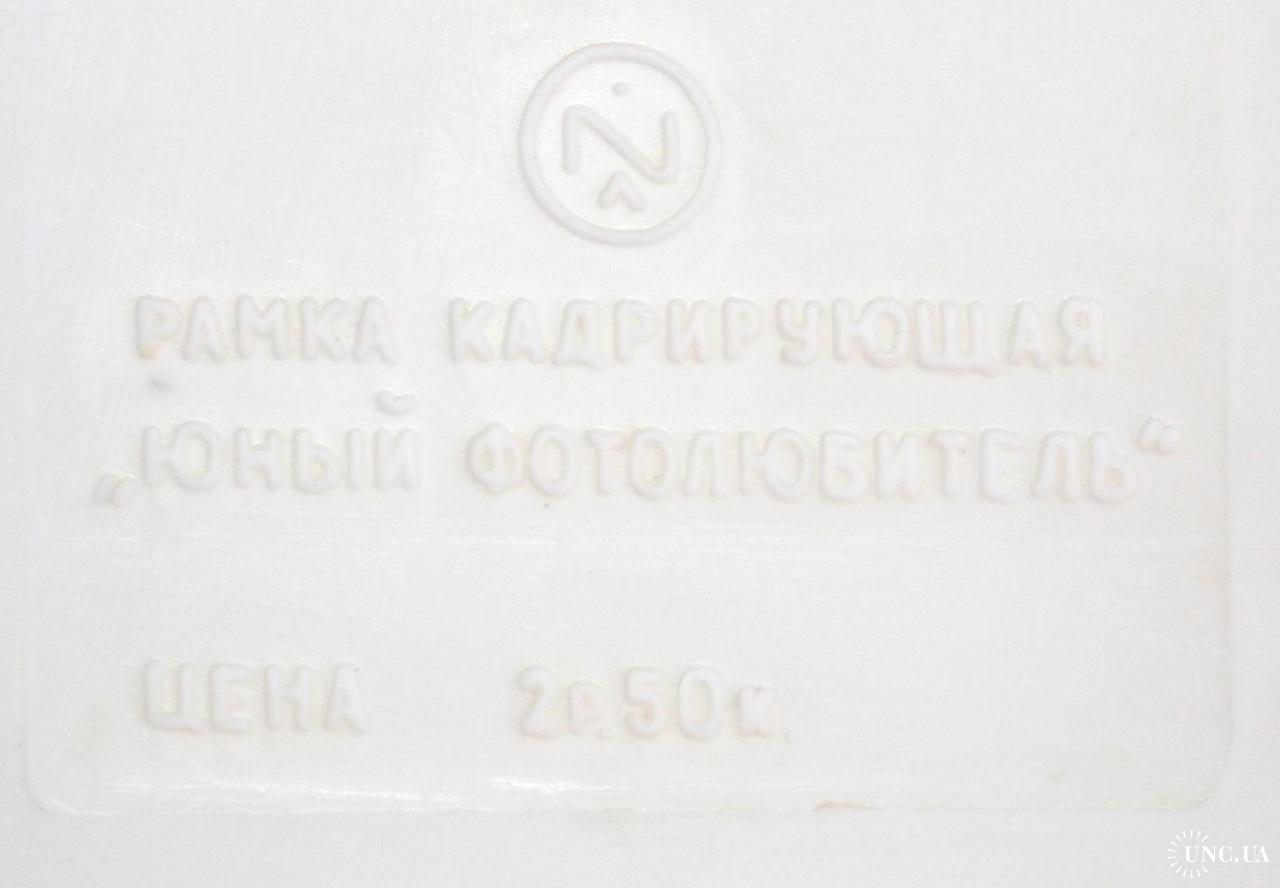 РАМКА КАДРИРУЮЩАЯ
„ЮНЫЙ ФОТОЛЮБИТЕЛЬ“
ЦЕНА 2р.50к.
UNC.UA